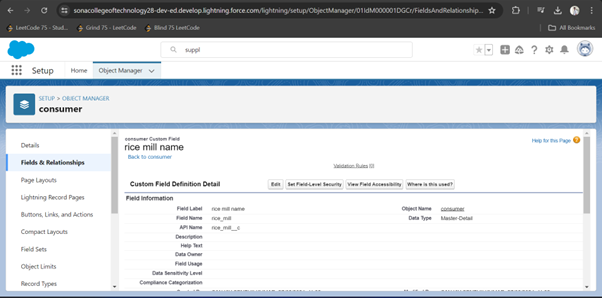 sonacollegeoftechnology28-dev-ed.develop.lightning.force.com/lightning/setup/ObjectManager/01IdM000001DGCr/FieldsAndRelationship...
LeetCode 75 - Stud...
Grind 75 - LeetCode
Blind 75 LeetCode
All Bookmarks
suppl
Setup
Home
Object Manager
SETUP > OBJECT MANAGER
consumer
Details
Fields & Relationships
Page Layouts
Lightning Record Pages
Buttons, Links, and Actions
Compact Layouts
Field Sets
Object Limits
Record Types
consumer Custom Field
rice mill name
Back to consumer
Help for this Page
Validation Rules [0]
Custom Field Definition Detail
Edit
Set Field-Level Security
View Field Accessibility
Where is this used?
Field Information
Field Label rice mill name
Object Name consumer
Field Name rice_mill
Data Type Master-Detail
API Name rice_mill__c
Description
Help Text
Data Owner
Field Usage
Data Sensitivity Level
Compliance Categorization